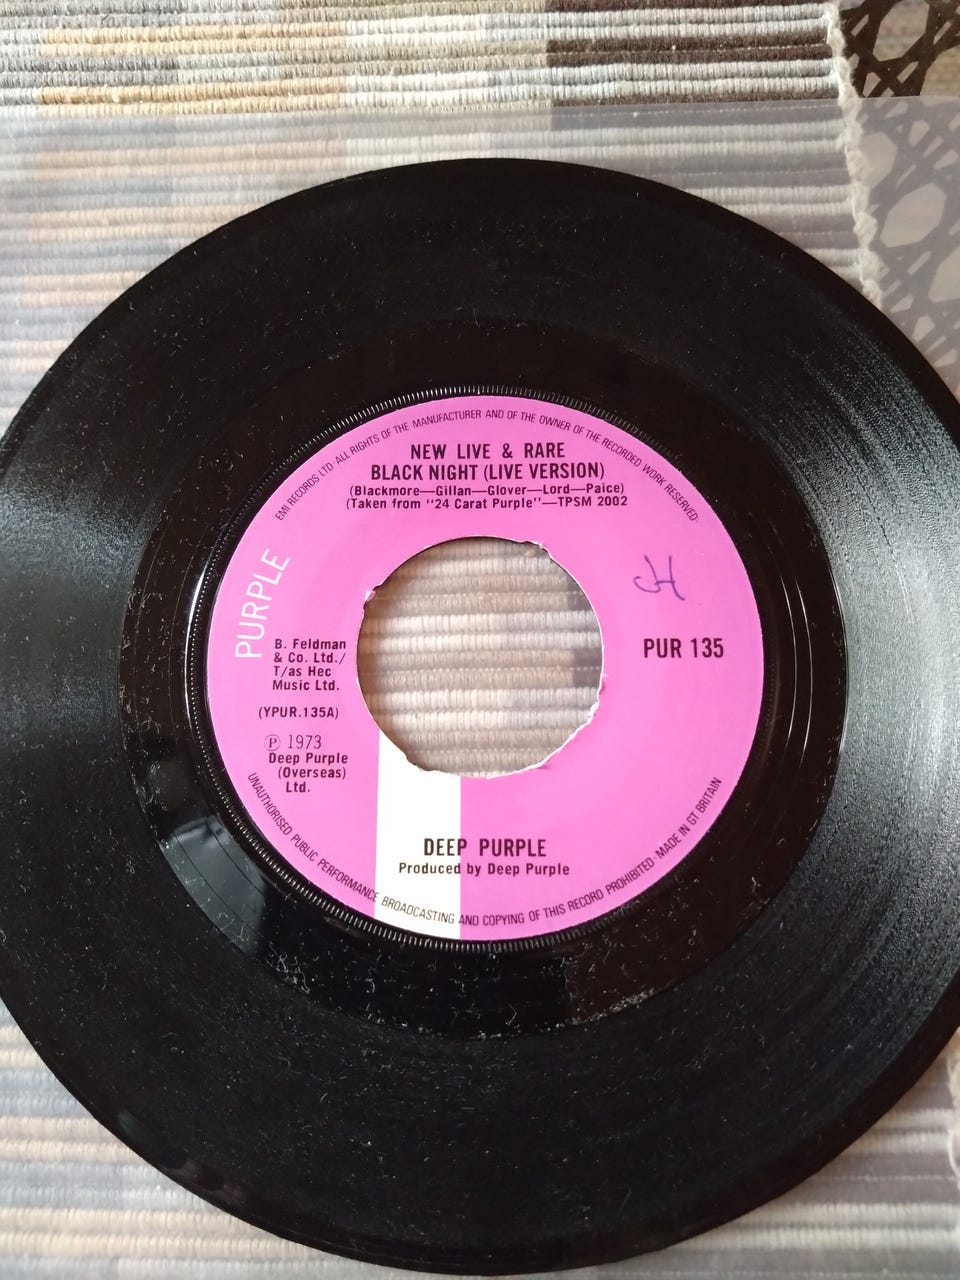 EMI RECORDS LTD·ALL RIGHTS OF THE MANUFACTURER AND OF THE OWNER OF THE RECORDED WORK RESERVED·
NEW LIVE & RARE
BLACK NIGHT (LIVE VERSION)
(Blackmore—Gillan—Glover—Lord—Paice)
(Taken from "24 Carat Purple"—TPSM 2002
PURPLE
JH
B. Feldman
& Co. Ltd./
T/as Hec
Music Ltd.
PUR 135
(YPUR.135A)
Ⓟ 1973
Deep Purple
(Overseas)
Ltd.
DEEP PURPLE
Produced by Deep Purple
UNAUTHORISED PUBLIC PERFORMANCE BROADCASTING AND COPYING OF THIS RECORD PROHIBITED·MADE IN GT BRITAIN